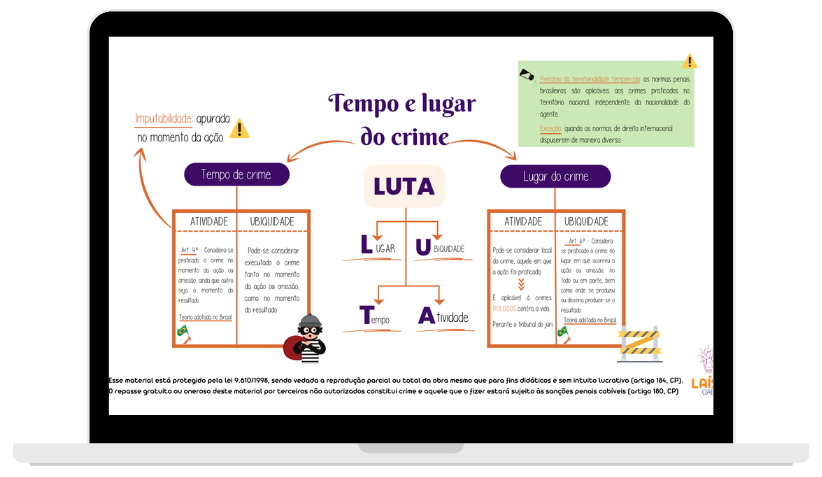 Tempo e lugar
do crime
Princípio da territorialidade temperada: as normas penais
brasileiras são aplicáveis aos crimes praticados no
território nacional, independente da nacionalidade do
agente.
Exceção: quando as normas de direito internacional
dispuserem de maneira diversa.
Imputabilidade: apurada
no momento da ação.
Tempo de crime
ATIVIDADE
UBIQUIDADE
Art. 4º - Considera-se
praticado o crime no
momento da ação ou
omissão, ainda que outro
seja o momento do
resultado.
Teoria adotada no Brasil
Pode-se considerar
executado o crime
tanto no momento
da ação ou omissão,
como no momento
do resultado.
LUTA
LUGAR
UBIQUIDADE
Tempo
Atividade
Lugar do crime
ATIVIDADE
UBIQUIDADE
Pode-se considerar local
do crime, aquele em que
a ação foi praticada.
É aplicável à crimes
DOLOSOS contra a vida.
Perante o tribunal do júri.
Art. 6º - Considera-
se praticado o crime no
lugar em que ocorreu a
ação ou omissão, no
todo ou em parte, bem
como onde se produziu
ou deveria produzir-se o
resultado.
Teoria adotada no Brasil
Esse material está protegido pela lei 9.610/1998, sendo vedada a reprodução parcial ou total da obra mesmo que para fins didáticos e sem intuito lucrativo (artigo 184, CP).
O repasse gratuito ou oneroso deste material por terceiros não autorizados constitui crime e aquele que o fizer estará sujeito às sanções penais cabíveis (artigo 180, CP)